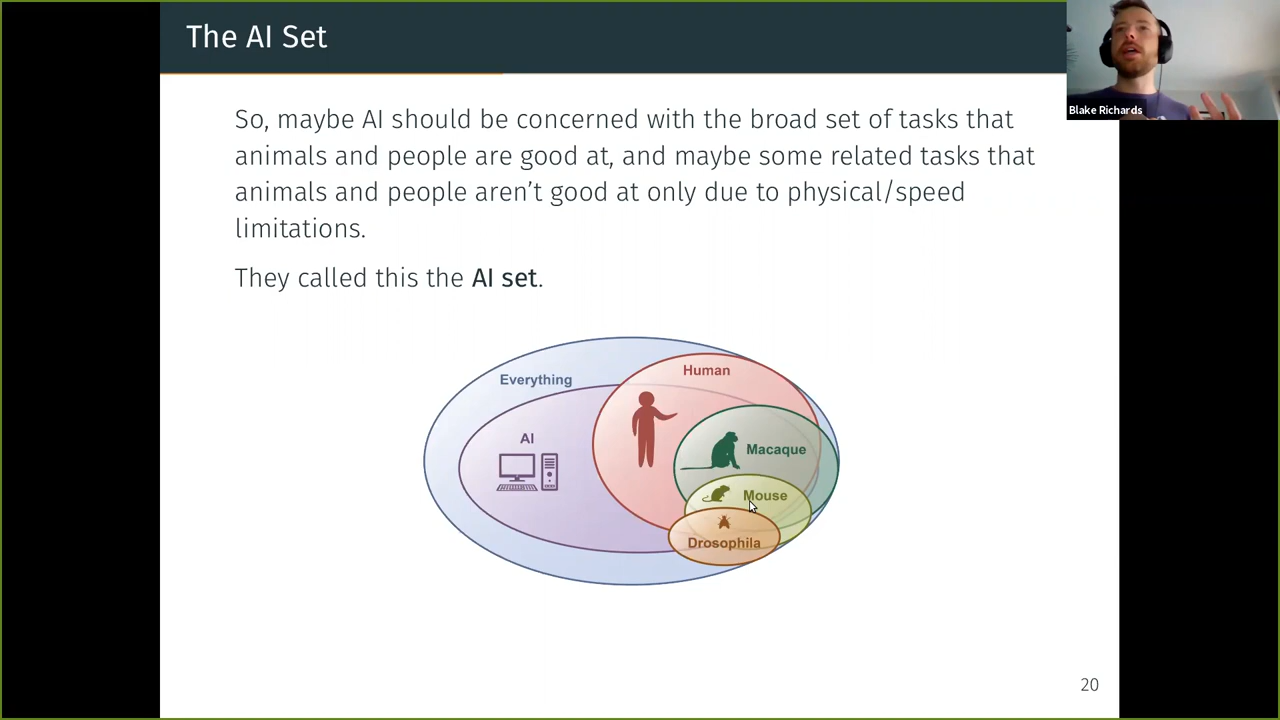 The AI Set
Blake Richards
So, maybe AI should be concerned with the broad set of tasks that
animals and people are good at, and maybe some related tasks that
animals and people aren't good at only due to physical/speed
limitations.
They called this the AI set.
Everything
Human
AI
Macaque
Mouse
Drosophila
20